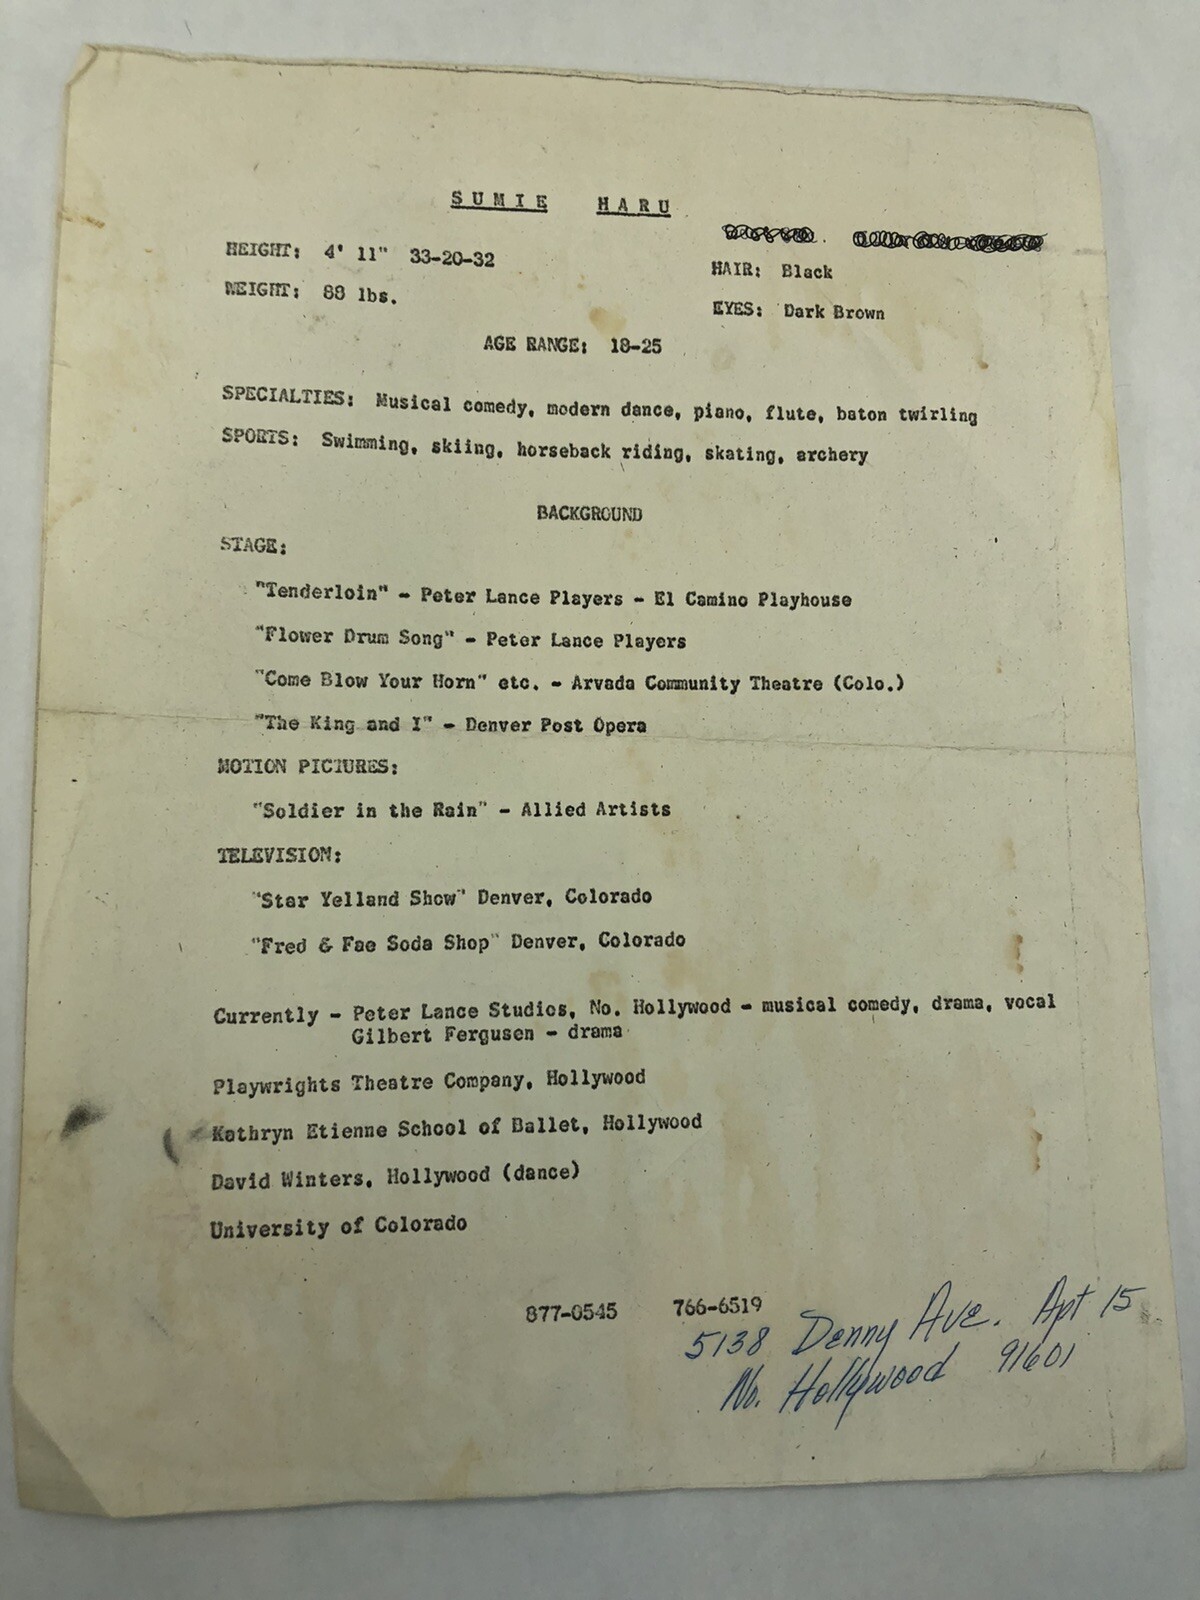 SUMIE HARU
HEIGHT: 4' 11" 33-20-32
HAIR: Black
WEIGHT: 88 lbs.
EYES: Dark Brown
AGE RANGE: 18-25
SPECIALTIES: Musical comedy, modern dance, piano, flute, baton twirling
SPORTS: Swimming, skiing, horseback riding, skating, archery
BACKGROUND
STAGE:
"Tenderloin" - Peter Lance Players - El Camino Playhouse
"Flower Drum Song" - Peter Lance Players
"Come Blow Your Horn" etc. - Arvada Community Theatre (Colo.)
"The King and I" - Denver Post Opera
MOTION PICTURES:
"Soldier in the Rain" - Allied Artists
TELEVISION:
"Star Yelland Show" Denver, Colorado
"Fred & Fae Soda Shop" Denver, Colorado
Currently - Peter Lance Studios, No. Hollywood - musical comedy, drama, vocal
Gilbert Fergusen - drama
Playwrights Theatre Company, Hollywood
Kathryn Etienne School of Ballet, Hollywood
David Winters, Hollywood (dance)
University of Colorado
877-0545 766-6519
5138 Denny Ave. Apt 15
No. Hollywood 91601